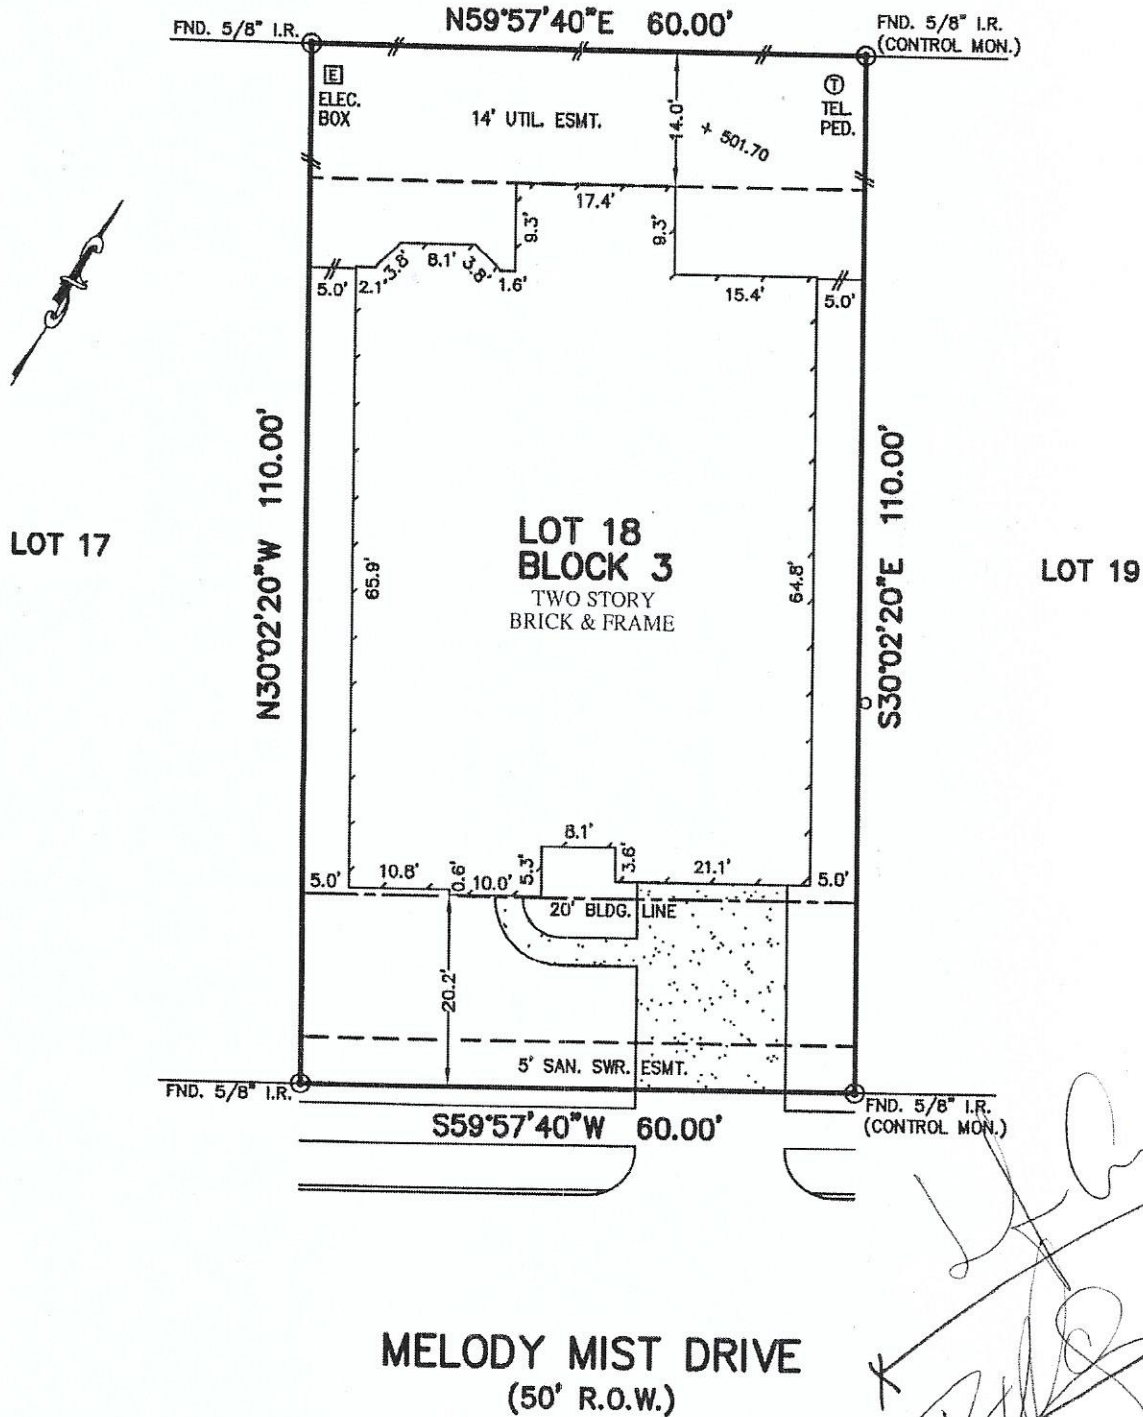 N59°57'40"E 60.00'
FND. 5/8" I.R.
FND. 5/8" I.R.
(CONTROL MON.)
E
ELEC.
BOX
14' UTIL. ESMT.
14.0'
+ 501.70
T
TEL.
PED.
17.4'
9.3'
9.3'
5.0'
2.1'
3.8'
8.1'
3.8'
1.6'
15.4'
5.0'
N30°02'20"W 110.00'
S30°02'20"E 110.00'
LOT 17
65.9'
LOT 18
BLOCK 3
TWO STORY
BRICK & FRAME
64.8'
LOT 19
8.1'
5.0'
10.8'
0.6'
10.0'
5.3'
3.6'
21.1'
5.0'
20' BLDG. LINE
20.2'
5' SAN. SWR. ESMT.
FND. 5/8" I.R.
S59°57'40"W 60.00'
FND. 5/8" I.R.
(CONTROL MON.)
MELODY MIST DRIVE
(50' R.O.W.)